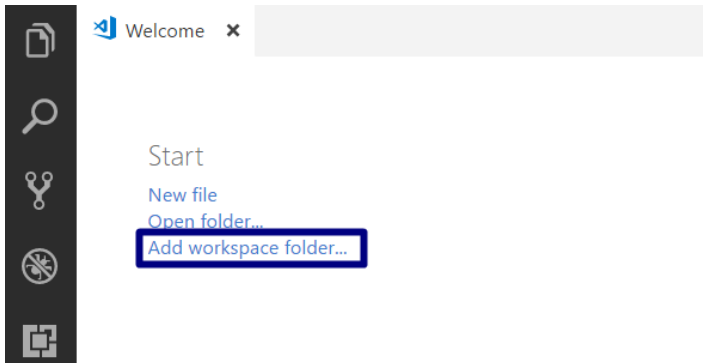 Welcome
Start
New file
Open folder...
Add workspace folder...